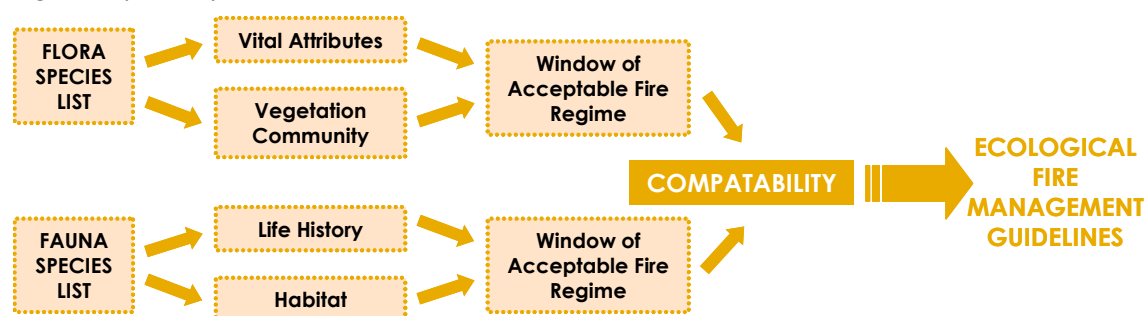 FLORA
SPECIES
LIST
Vital Attributes
Vegetation
Community
Window of
Acceptable Fire
Regime
COMPATABILITY
ECOLOGICAL
FIRE
MANAGEMENT
GUIDELINES
FAUNA
SPECIES
LIST
Life History
Habitat
Window of
Acceptable Fire
Regime